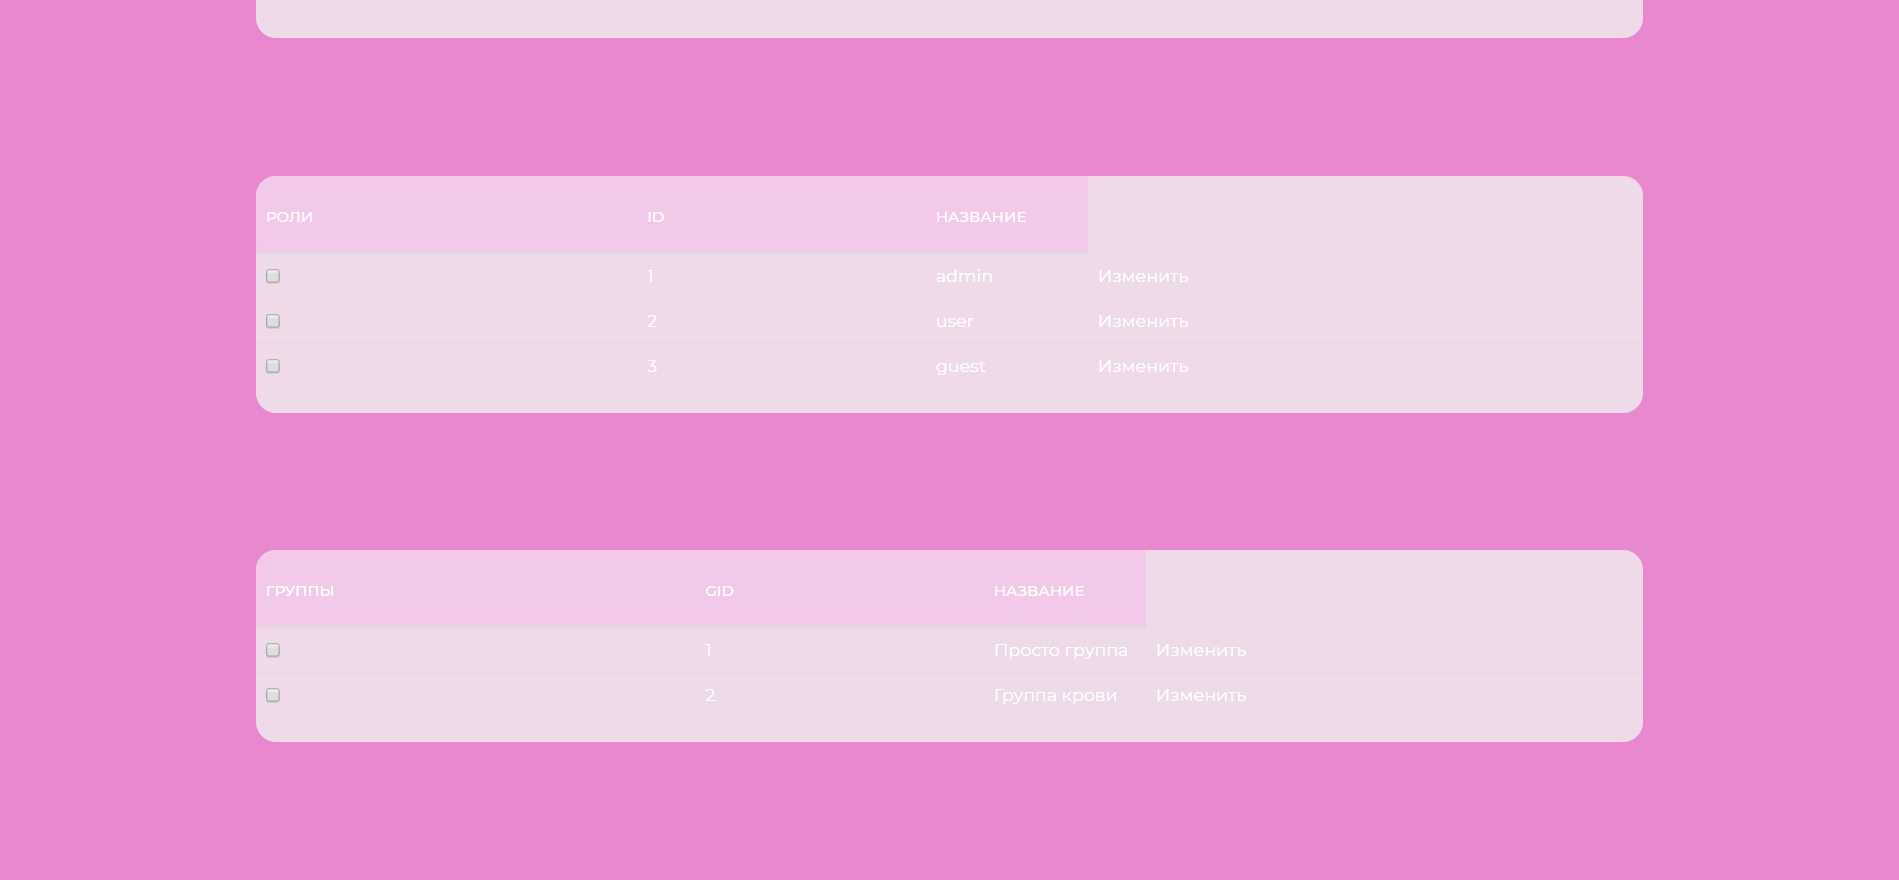 РОЛИ ID НАЗВАНИЕ
1 admin Изменить
2 user Изменить
3 guest Изменить
ГРУППЫ GID НАЗВАНИЕ
1 Просто группа Изменить
2 Группа крови Изменить